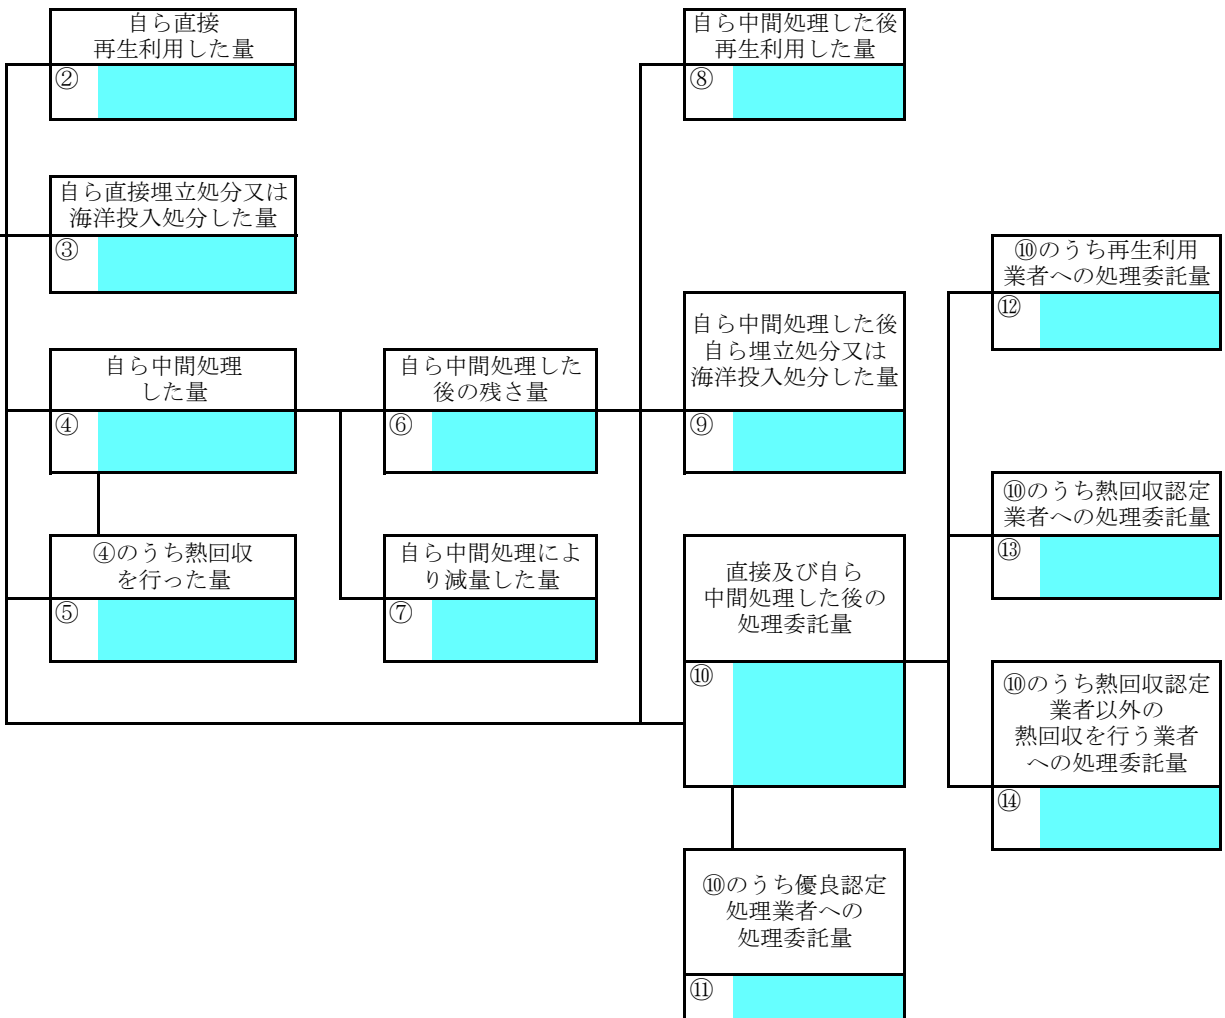 自ら直接
再生利用した量
②
自ら直接埋立処分又は
海洋投入処分した量
③
自ら中間処理
した量
④
④のうち熱回収
を行った量
⑤
自ら中間処理した
後の残さ量
⑥
自ら中間処理によ
り減量した量
⑦
自ら中間処理した後
再生利用した量
⑧
自ら中間処理した後
自ら埋立処分又は
海洋投入処分した量
⑨
直接及び自ら
中間処理した後の
処理委託量
⑩
⑩のうち優良認定
処理業者への
処理委託量
⑪
⑩のうち再生利用
業者への処理委託量
⑫
⑩のうち熱回収認定
業者への処理委託量
⑬
⑩のうち熱回収認定
業者以外の
熱回収を行う業者
への処理委託量
⑭